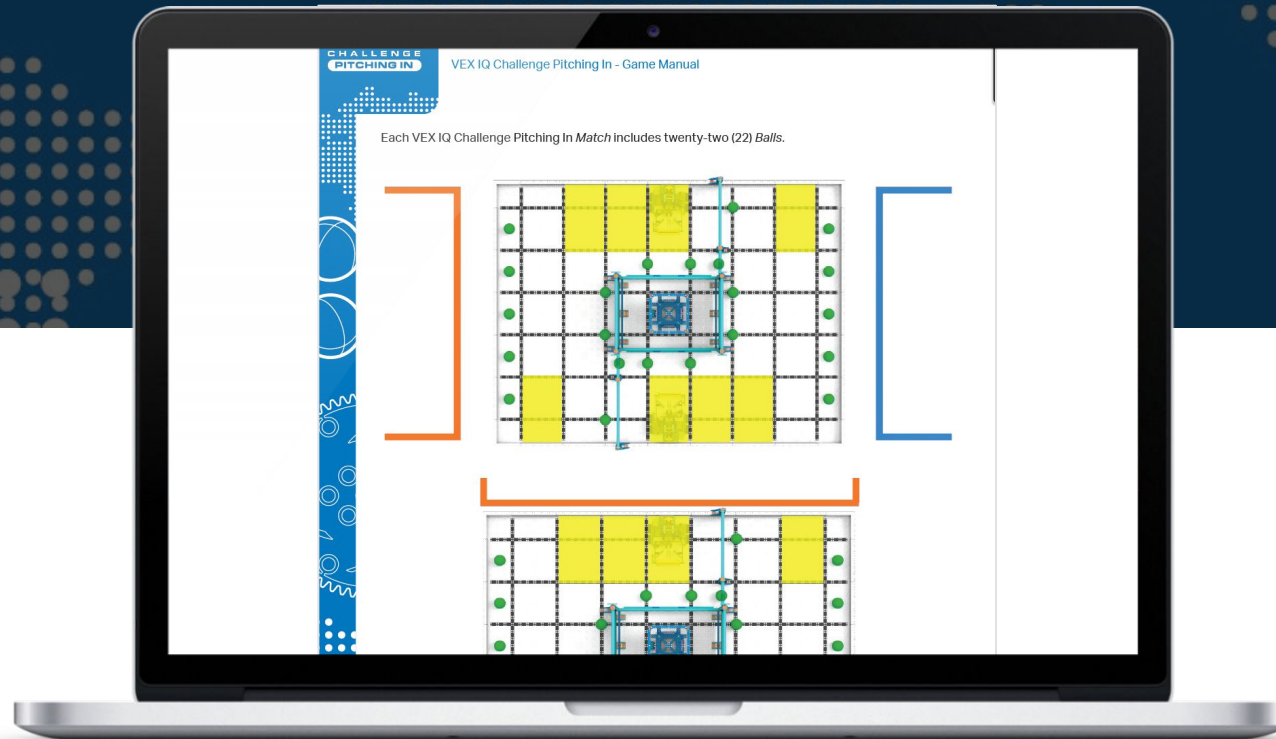 CHALLENGE
PITCHING IN
VEX IQ Challenge Pitching In - Game Manual
Each VEX IQ Challenge Pitching In Match includes twenty-two (22) Balls.